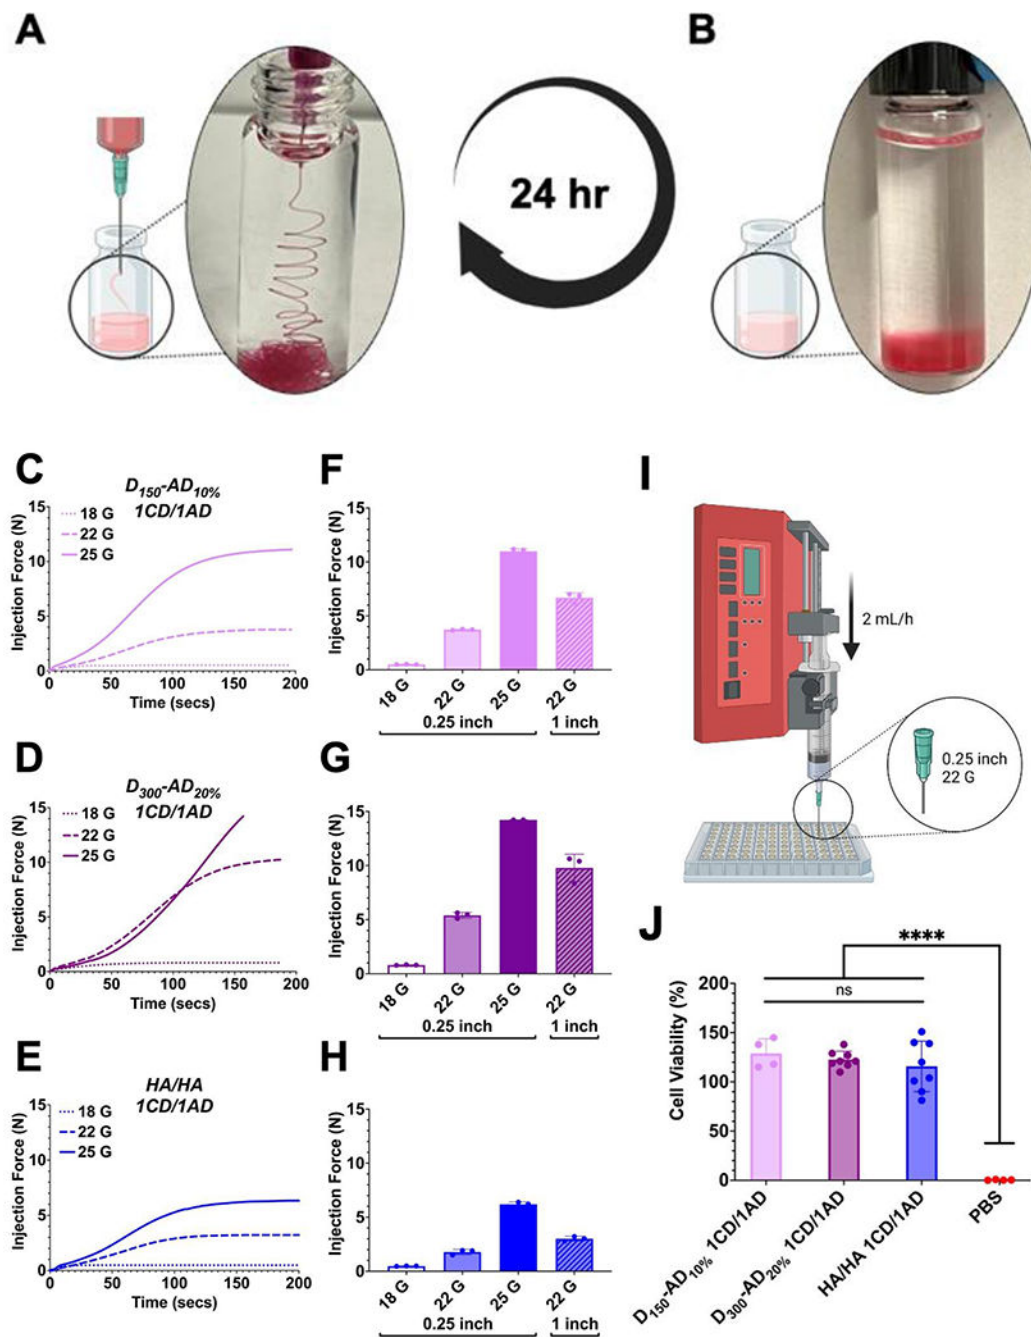 A
B
24 hr
C
D₁₅₀-AD₁₀%
1CD/1AD
Injection Force (N)
15
10
5
0
18 G
22 G
25 G
0 50 100 150 200
Time (secs)
F
Injection Force (N)
15
10
5
0
18 G 22 G 25 G 22 G
0.25 inch 1 inch
I
2 mL/h
0.25 inch
22 G
D
D₃₀₀-AD₂₀%
1CD/1AD
Injection Force (N)
15
10
5
0
18 G
22 G
25 G
0 50 100 150 200
Time (secs)
G
Injection Force (N)
15
10
5
0
18 G 22 G 25 G 22 G
0.25 inch 1 inch
E
HA/HA
1CD/1AD
Injection Force (N)
15
10
5
0
18 G
22 G
25 G
0 50 100 150 200
Time (secs)
H
Injection Force (N)
15
10
5
0
18 G 22 G 25 G 22 G
0.25 inch 1 inch
J
****
ns
Cell Viability (%)
200
150
100
50
0
D₁₅₀-AD₁₀% 1CD/1AD
D₃₀₀-AD₂₀% 1CD/1AD
HA/HA 1CD/1AD
PBS